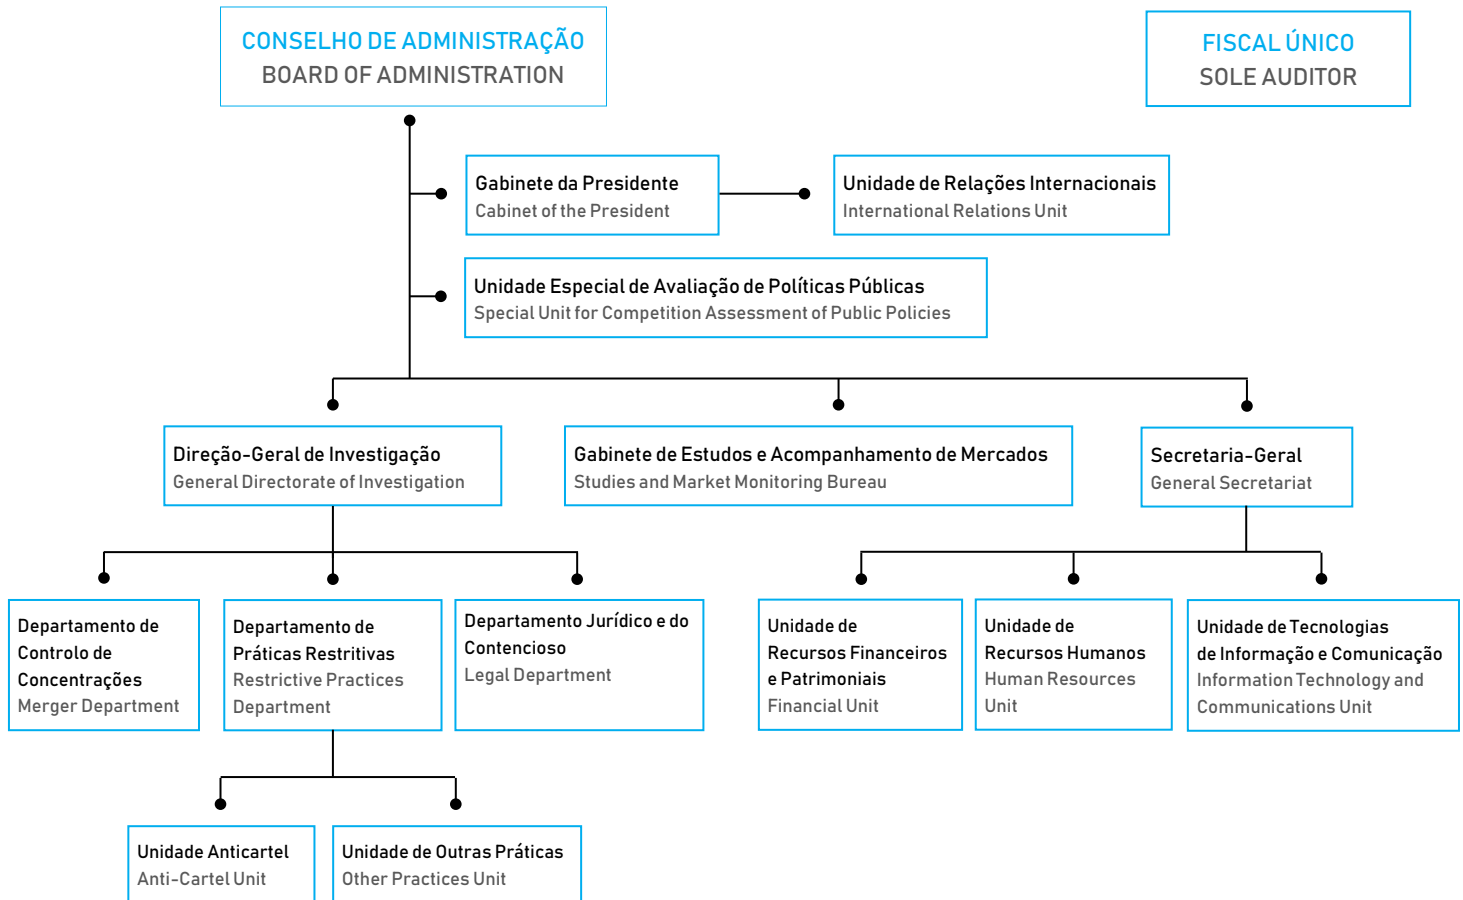 CONSELHO DE ADMINISTRAÇÃO
BOARD OF ADMINISTRATION
FISCAL ÚNICO
SOLE AUDITOR
Gabinete da Presidente
Cabinet of the President
Unidade de Relações Internacionais
International Relations Unit
Unidade Especial de Avaliação de Políticas Públicas
Special Unit for Competition Assessment of Public Policies
Direção-Geral de Investigação
General Directorate of Investigation
Gabinete de Estudos e Acompanhamento de Mercados
Studies and Market Monitoring Bureau
Secretaria-Geral
General Secretariat
Departamento de
Controlo de
Concentrações
Merger Department
Departamento de
Práticas Restritivas
Restrictive Practices
Department
Departamento Jurídico e do
Contencioso
Legal Department
Unidade de
Recursos Financeiros
e Patrimoniais
Financial Unit
Unidade de
Recursos Humanos
Human Resources
Unit
Unidade de Tecnologias
de Informação e Comunicação
Information Technology and
Communications Unit
Unidade Anticartel
Anti-Cartel Unit
Unidade de Outras Práticas
Other Practices Unit